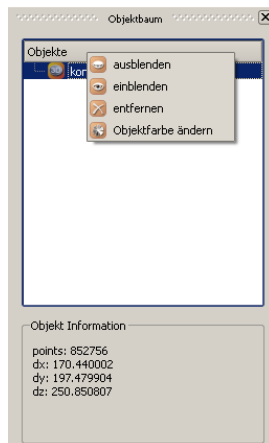 Objektbaum
Objekte
3D
ausblenden
einblenden
entfernen
Objektfarbe ändern
Objekt Information
points: 852756
dx: 170.440002
dy: 197.479904
dz: 250.850807